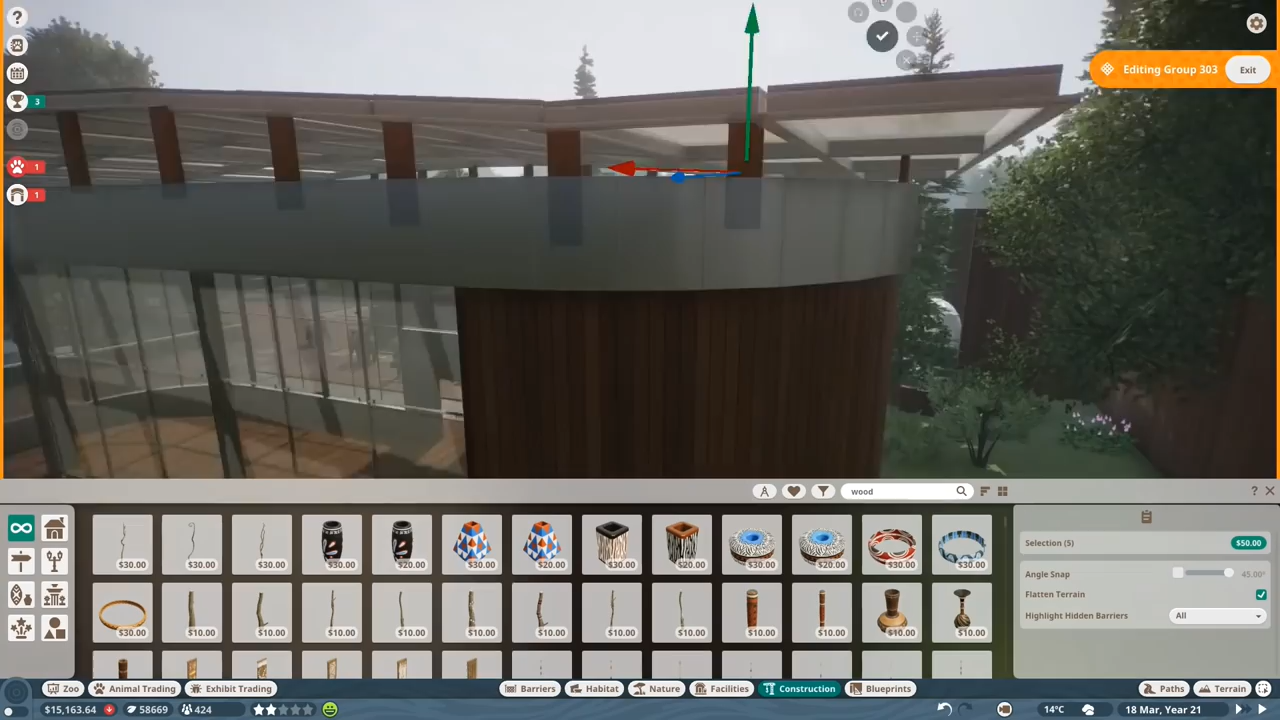 ?
3
1
1
Editing Group 303
Exit
wood
? X
$30.00 $30.00 $30.00 $30.00 $20.00 $30.00 $20.00 $30.00 $20.00 $30.00 $20.00 $30.00 $30.00
$30.00 $10.00 $10.00 $10.00 $10.00 $10.00 $10.00 $10.00 $10.00 $10.00 $10.00 $10.00 $10.00
Selection (5) $50.00
Angle Snap 45.00°
Flatten Terrain
Highlight Hidden Barriers All
Zoo Animal Trading Exhibit Trading Barriers Habitat Nature Facilities Construction Blueprints Paths Terrain
$15,163.64 58669 424 14°C 18 Mar, Year 21